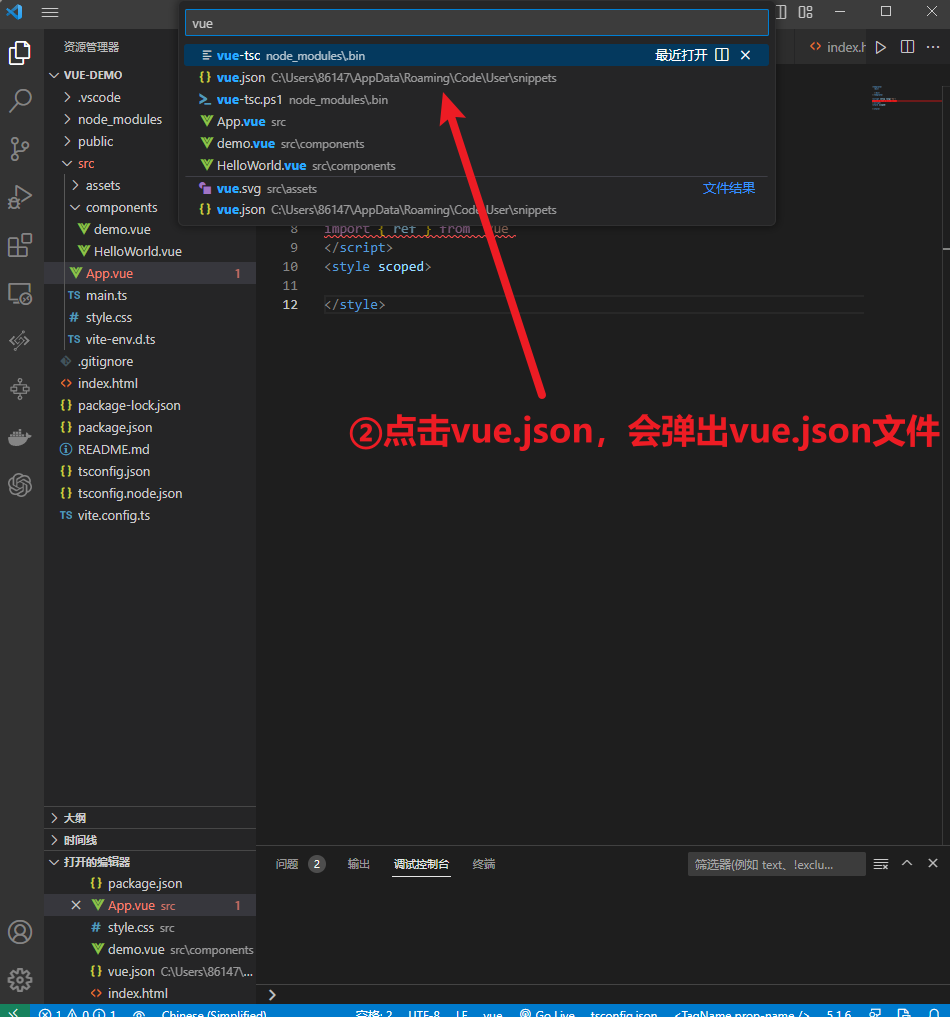 vue
vue-tsc node_modules\.bin 最近打开
vue.json C:\Users\86147\AppData\Roaming\Code\User\snippets
vue-tsc.ps1 node_modules\.bin
App.vue src
demo.vue src\components
HelloWorld.vue src\components
vue.svg src\assets 文件结果
vue.json C:\Users\86147\AppData\Roaming\Code\User\snippets
资源管理器
VUE-DEMO
.vscode
node_modules
public
src
assets
components
demo.vue
HelloWorld.vue
App.vue 1
TS main.ts
# style.css
TS vite-env.d.ts
.gitignore
<> index.html
{} package-lock.json
{} package.json
README.md
{} tsconfig.json
{} tsconfig.node.json
TS vite.config.ts
<> index.h
8 import { ref } from 'vue'
9 </script>
10 <style scoped>
11
12 </style>
②点击vue.json，会弹出vue.json文件
大纲
时间线
打开的编辑器
{} package.json
App.vue src 1
# style.css src
demo.vue src\components
{} vue.json C:\Users\86147\...
<> index.html
问题 2 输出 调试控制台 终端 筛选器(例如 text、!exclu...
1 0 1 Chinese (Simplified) 空格: 2 UTF-8 LF vue Go Live tsconfig.json <TagName prop-name /> 5.1.6